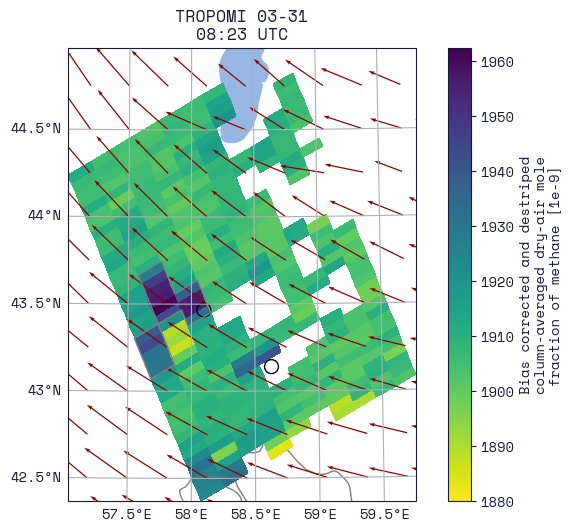 TROPOMI 03-31
08:23 UTC
44.5°N
44°N
43.5°N
43°N
42.5°N
57.5°E
58°E
58.5°E
59°E
59.5°E
1960
1950
1940
1930
1920
1910
1900
1890
1880
Bias corrected and destriped
column-averaged dry-air mole
fraction of methane [1e-9]